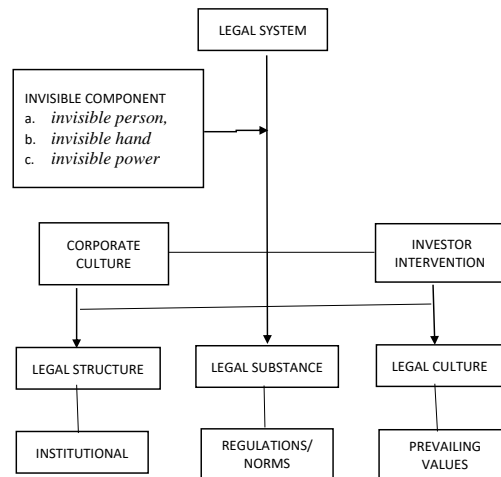 LEGAL SYSTEM
INVISIBLE COMPONENT
a. invisible person,
b. invisible hand
c. invisible power
CORPORATE
CULTURE
INVESTOR
INTERVENTION
LEGAL STRUCTURE
LEGAL SUBSTANCE
LEGAL CULTURE
INSTITUTIONAL
REGULATIONS/
NORMS
PREVAILING
VALUES